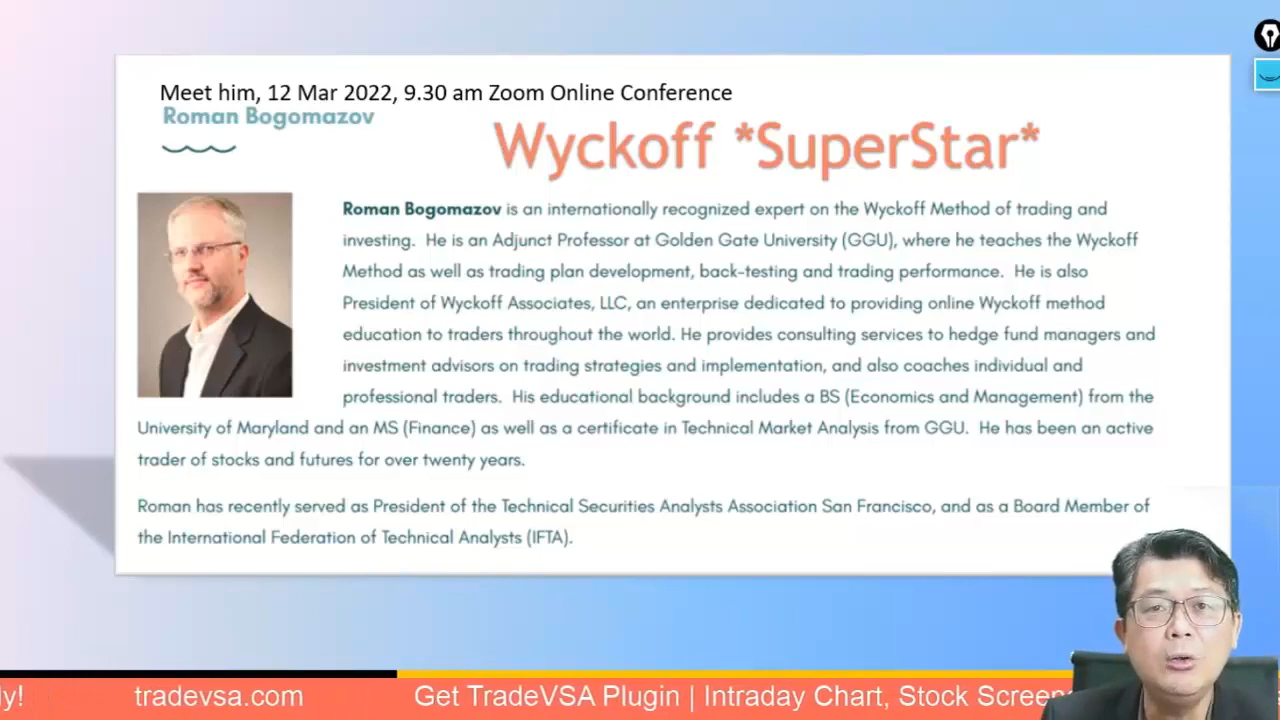 Meet him, 12 Mar 2022, 9.30 am Zoom Online Conference
Roman Bogomazov
Wyckoff *SuperStar*
Roman Bogomazov is an internationally recognized expert on the Wyckoff Method of trading and
investing. He is an Adjunct Professor at Golden Gate University (GGU), where he teaches the Wyckoff
Method as well as trading plan development, back-testing and trading performance. He is also
President of Wyckoff Associates, LLC, an enterprise dedicated to providing online Wyckoff method
education to traders throughout the world. He provides consulting services to hedge fund managers and
investment advisors on trading strategies and implementation, and also coaches individual and
professional traders. His educational background includes a BS (Economics and Management) from the
University of Maryland and an MS (Finance) as well as a certificate in Technical Market Analysis from GGU. He has been an active
trader of stocks and futures for over twenty years.
Roman has recently served as President of the Technical Securities Analysts Association San Francisco, and as a Board Member of
the International Federation of Technical Analysts (IFTA).
tradevsa.com Get TradeVSA Plugin | Intraday Chart, Stock